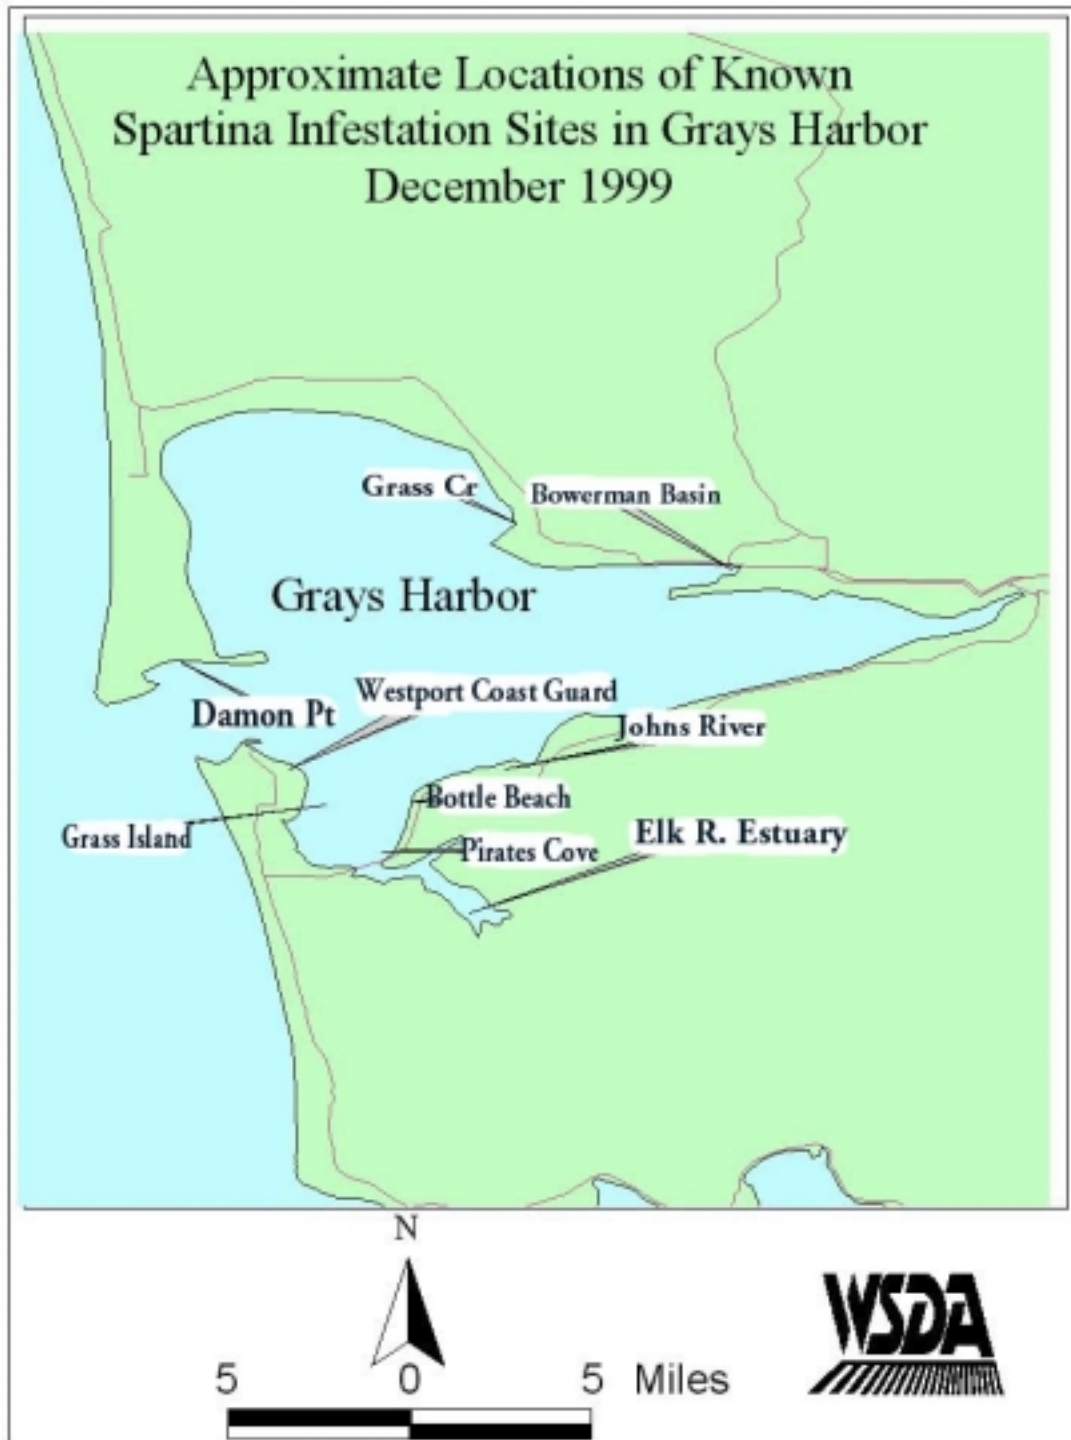 Approximate Locations of Known
Spartina Infestation Sites in Grays Harbor
December 1999
Grass Cr
Bowerman Basin
Grays Harbor
Westport Coast Guard
Damon Pt
Johns River
Bottle Beach
Grass Island
Elk R. Estuary
Pirates Cove
N
5 0 5 Miles
WSDA